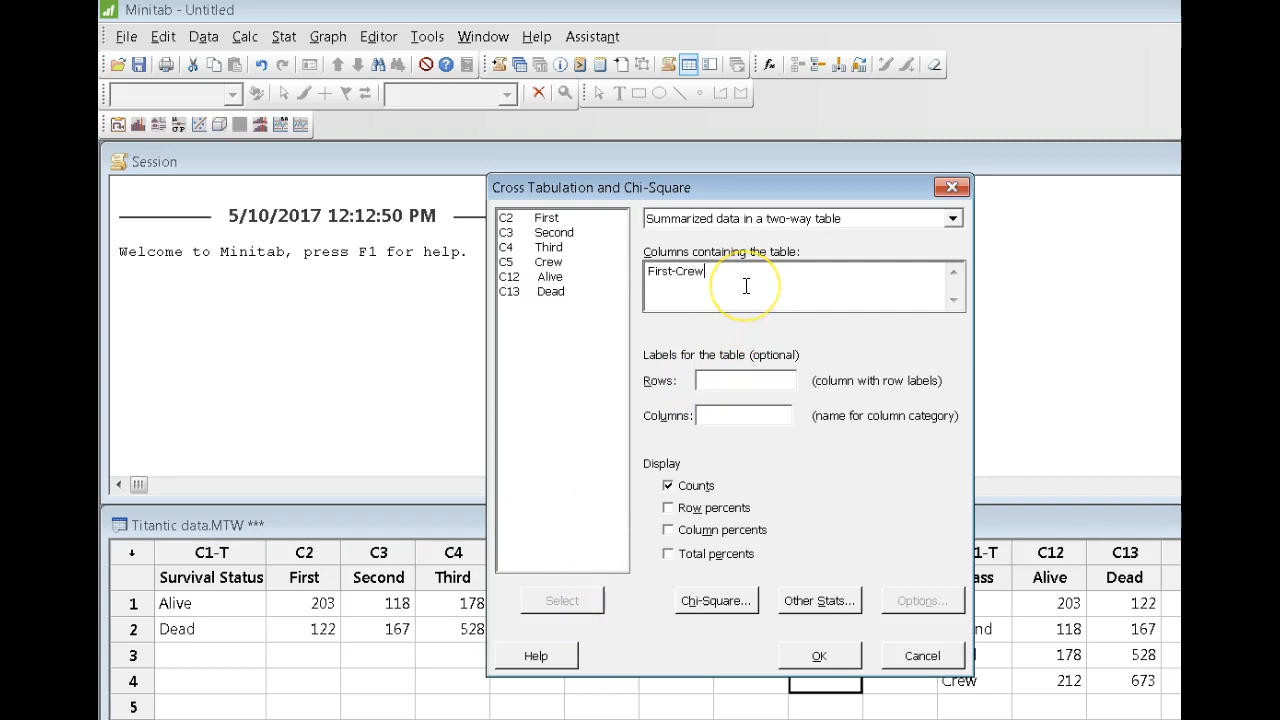 Minitab - Untitled
File Edit Data Calc Stat Graph Editor Tools Window Help Assistant
Session
5/10/2017 12:12:50 PM
Welcome to Minitab, press F1 for help.
Cross Tabulation and Chi-Square
C2 First
C3 Second
C4 Third
C5 Crew
C12 Alive
C13 Dead
Summarized data in a two-way table
Columns containing the table:
First-Crew
Labels for the table (optional)
Rows: (column with row labels)
Columns: (name for column category)
Display
Counts
Row percents
Column percents
Total percents
Select Chi-Square... Other Stats... Options...
Help OK Cancel
Titantic data.MTW ***
C1-T C2 C3 C4 1-T C12 C13
Survival Status First Second Third ass Alive Dead
1 Alive 203 118 178 203 122
2 Dead 122 167 528 nd 118 167
3 178 528
4 Crew 212 673
5